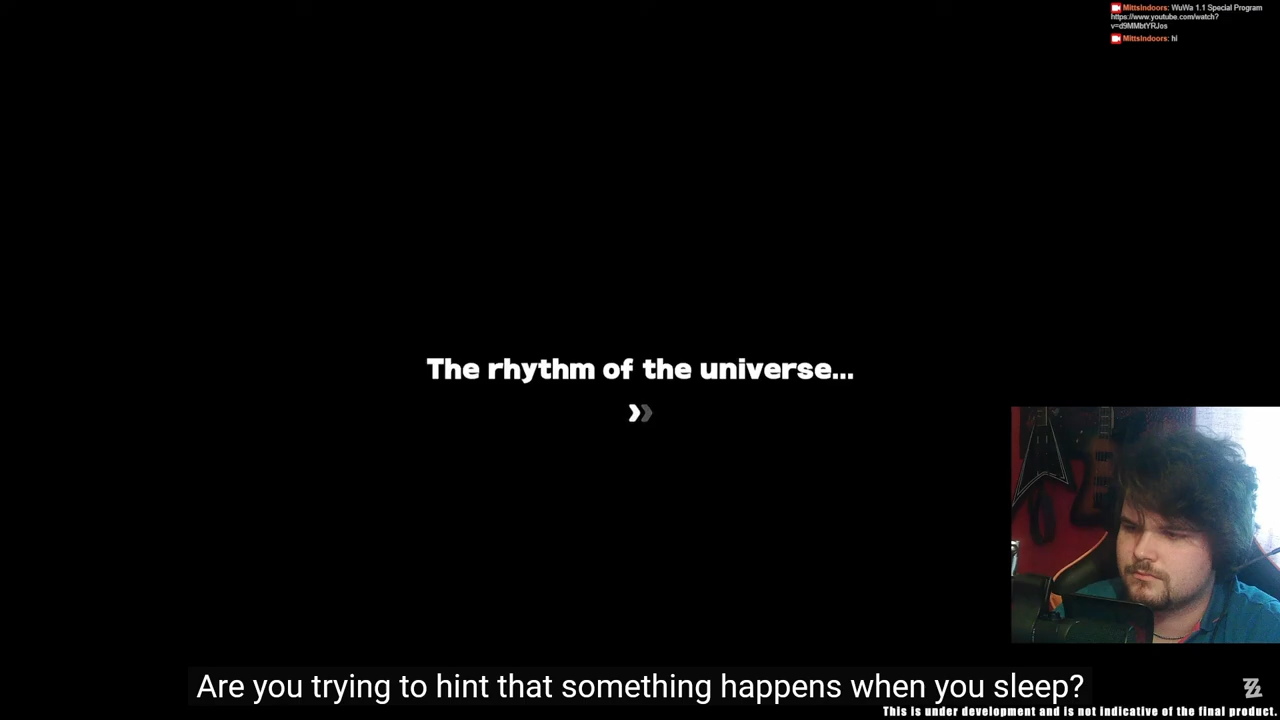 MittsIndoors: WuWa 1.1 Special Program
https://www.youtube.com/watch?
v=d9MMbtYRJos
MittsIndoors: hi
The rhythm of the universe...
Are you trying to hint that something happens when you sleep?
This is under development and is not indicative of the final product.